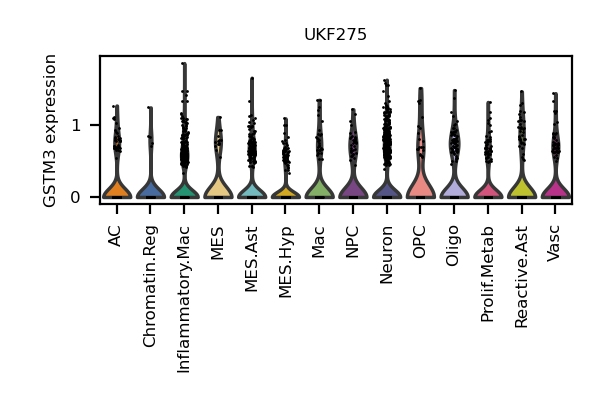 UKF275
GSTM3 expression
1
0
AC
Chromatin.Reg
Inflammatory.Mac
MES
MES.Ast
MES.Hyp
Mac
NPC
Neuron
OPC
Oligo
Prolif.Metab
Reactive.Ast
Vasc